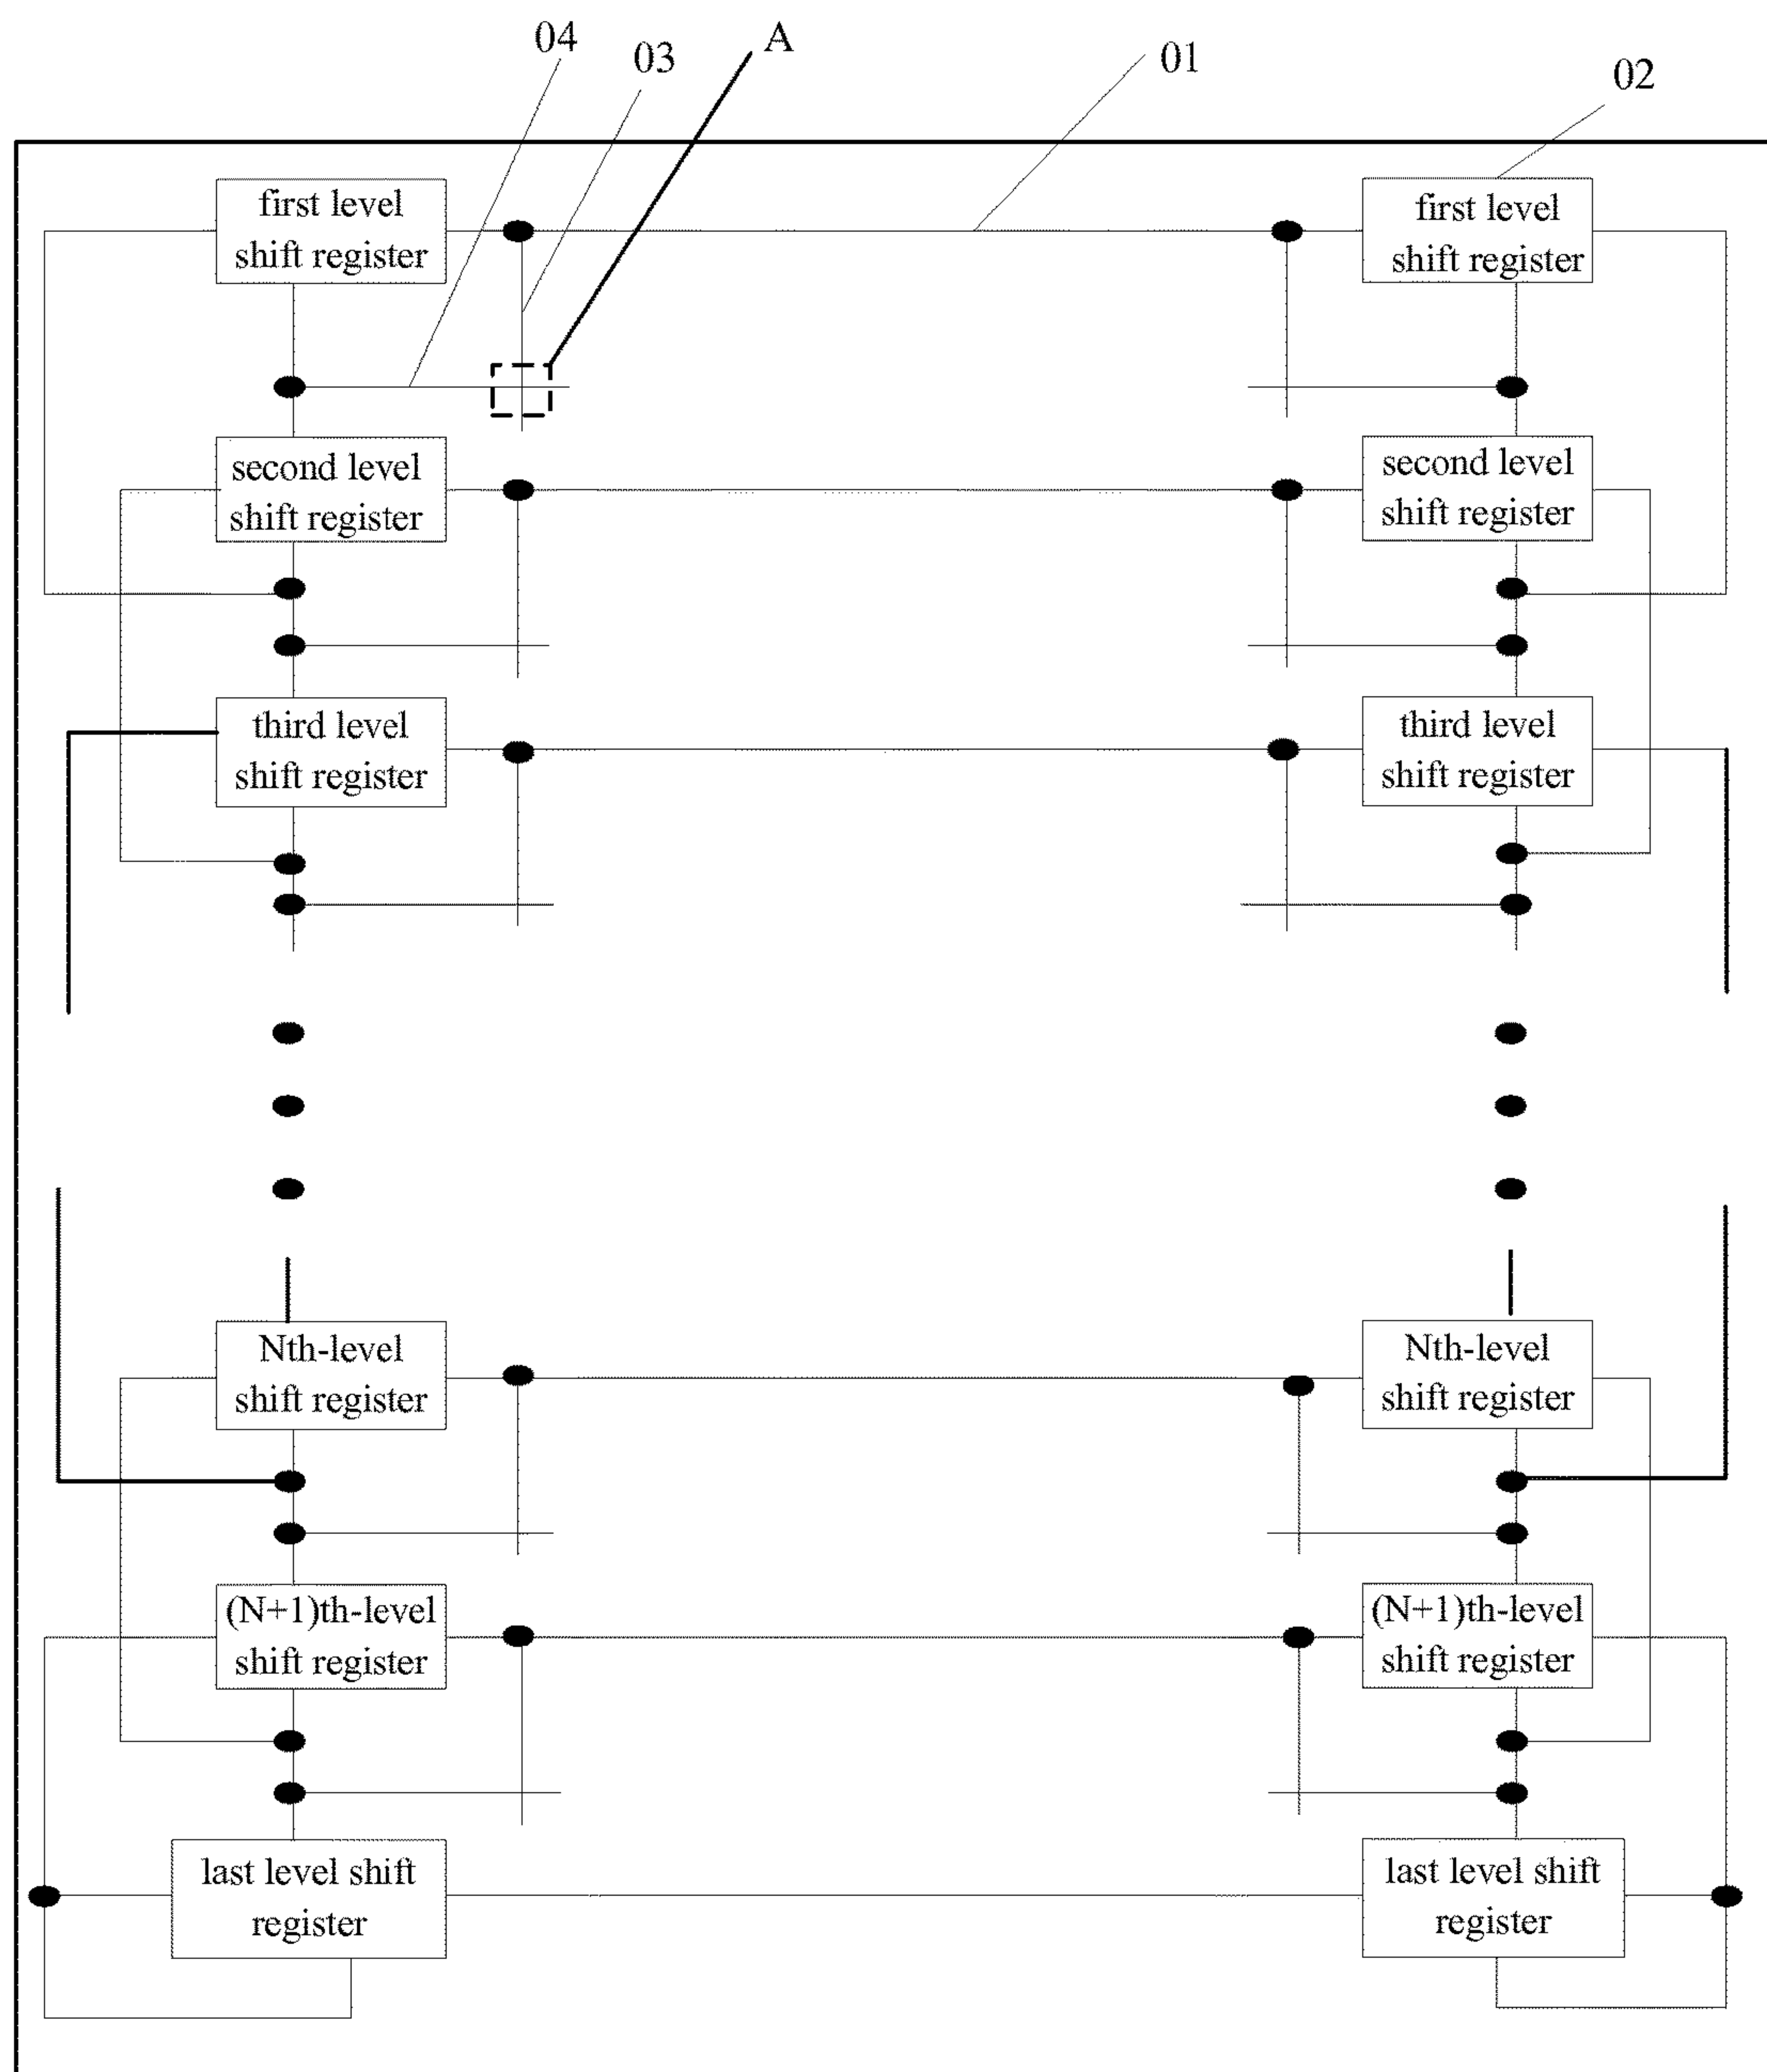 04
03
A
01
02
first level
shift register
first level
shift register
second level
shift register
second level
shift register
third level
shift register
third level
shift register
Nth-level
shift register
Nth-level
shift register
(N+1)th-level
shift register
(N+1)th-level
shift register
last level shift
register
last level shift
register